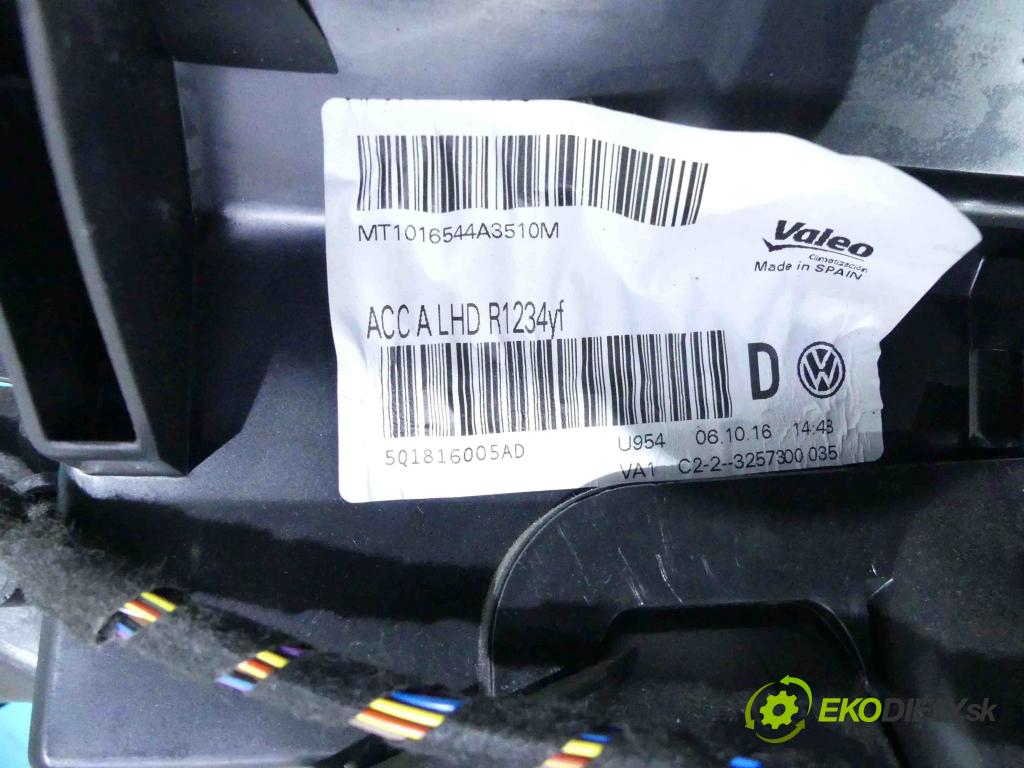 MT1016544A3510M
Valeo
Climatización
Made in SPAIN
ACC A LHD R1234yf
D
5Q1816005AD
U954 06.10.16 14:43
VA1 C2-2--3257300 035
EKODIELY.sk